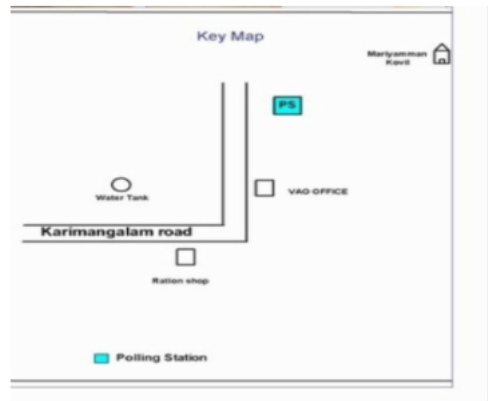 Key Map
Mariyamman
Kovil
PS
Water Tank
VAO OFFICE
Karimangalam road
Ration shop
Polling Station